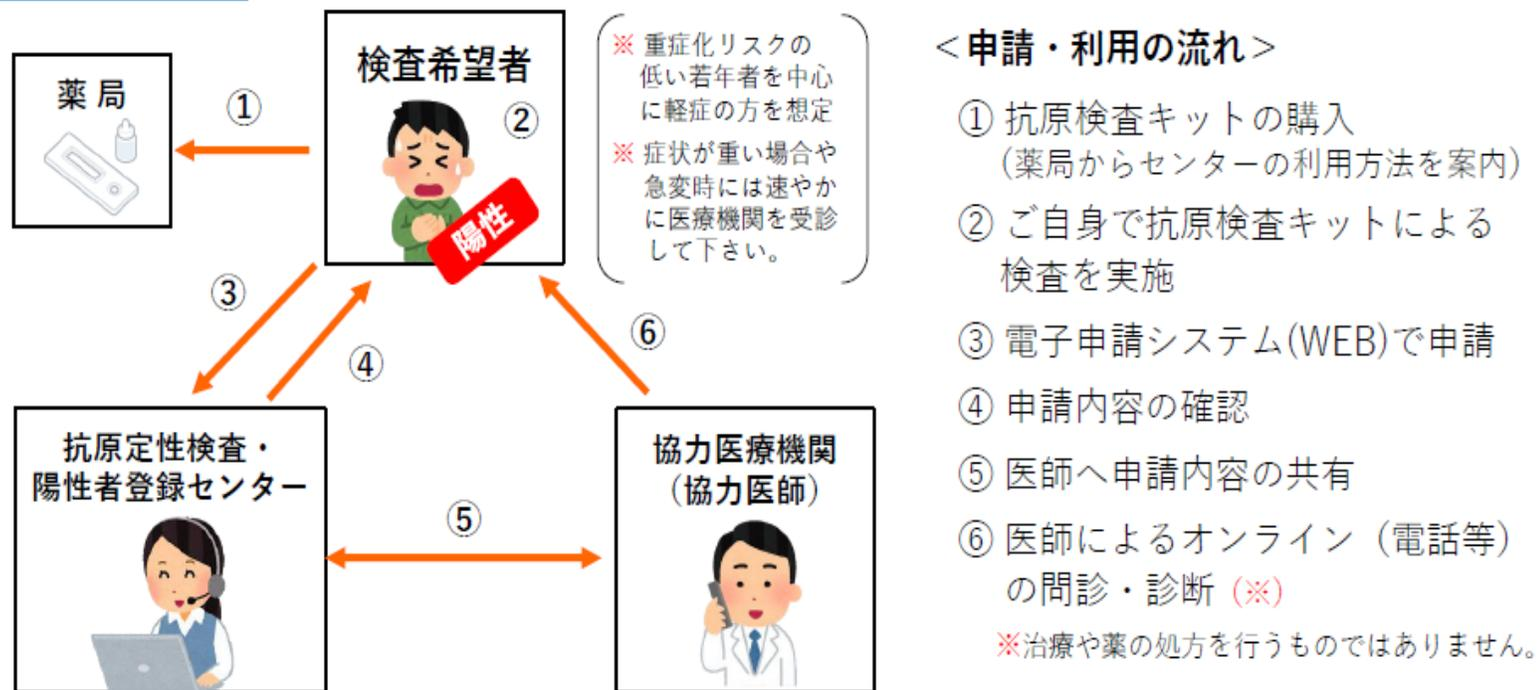 薬 局
①
検査希望者
②
陽性
※ 重症化リスクの
低い若年者を中心
に軽症の方を想定
※ 症状が重い場合や
急変時には速やか
に医療機関を受診
して下さい。
③
④
⑥
抗原定性検査・
陽性者登録センター
⑤
協力医療機関
（協力医師）
＜申請・利用の流れ＞
① 抗原検査キットの購入
（薬局からセンターの利用方法を案内）
② ご自身で抗原検査キットによる
検査を実施
③ 電子申請システム(WEB)で申請
④ 申請内容の確認
⑤ 医師へ申請内容の共有
⑥ 医師によるオンライン（電話等）
の問診・診断（※）
※治療や薬の処方を行うものではありません。